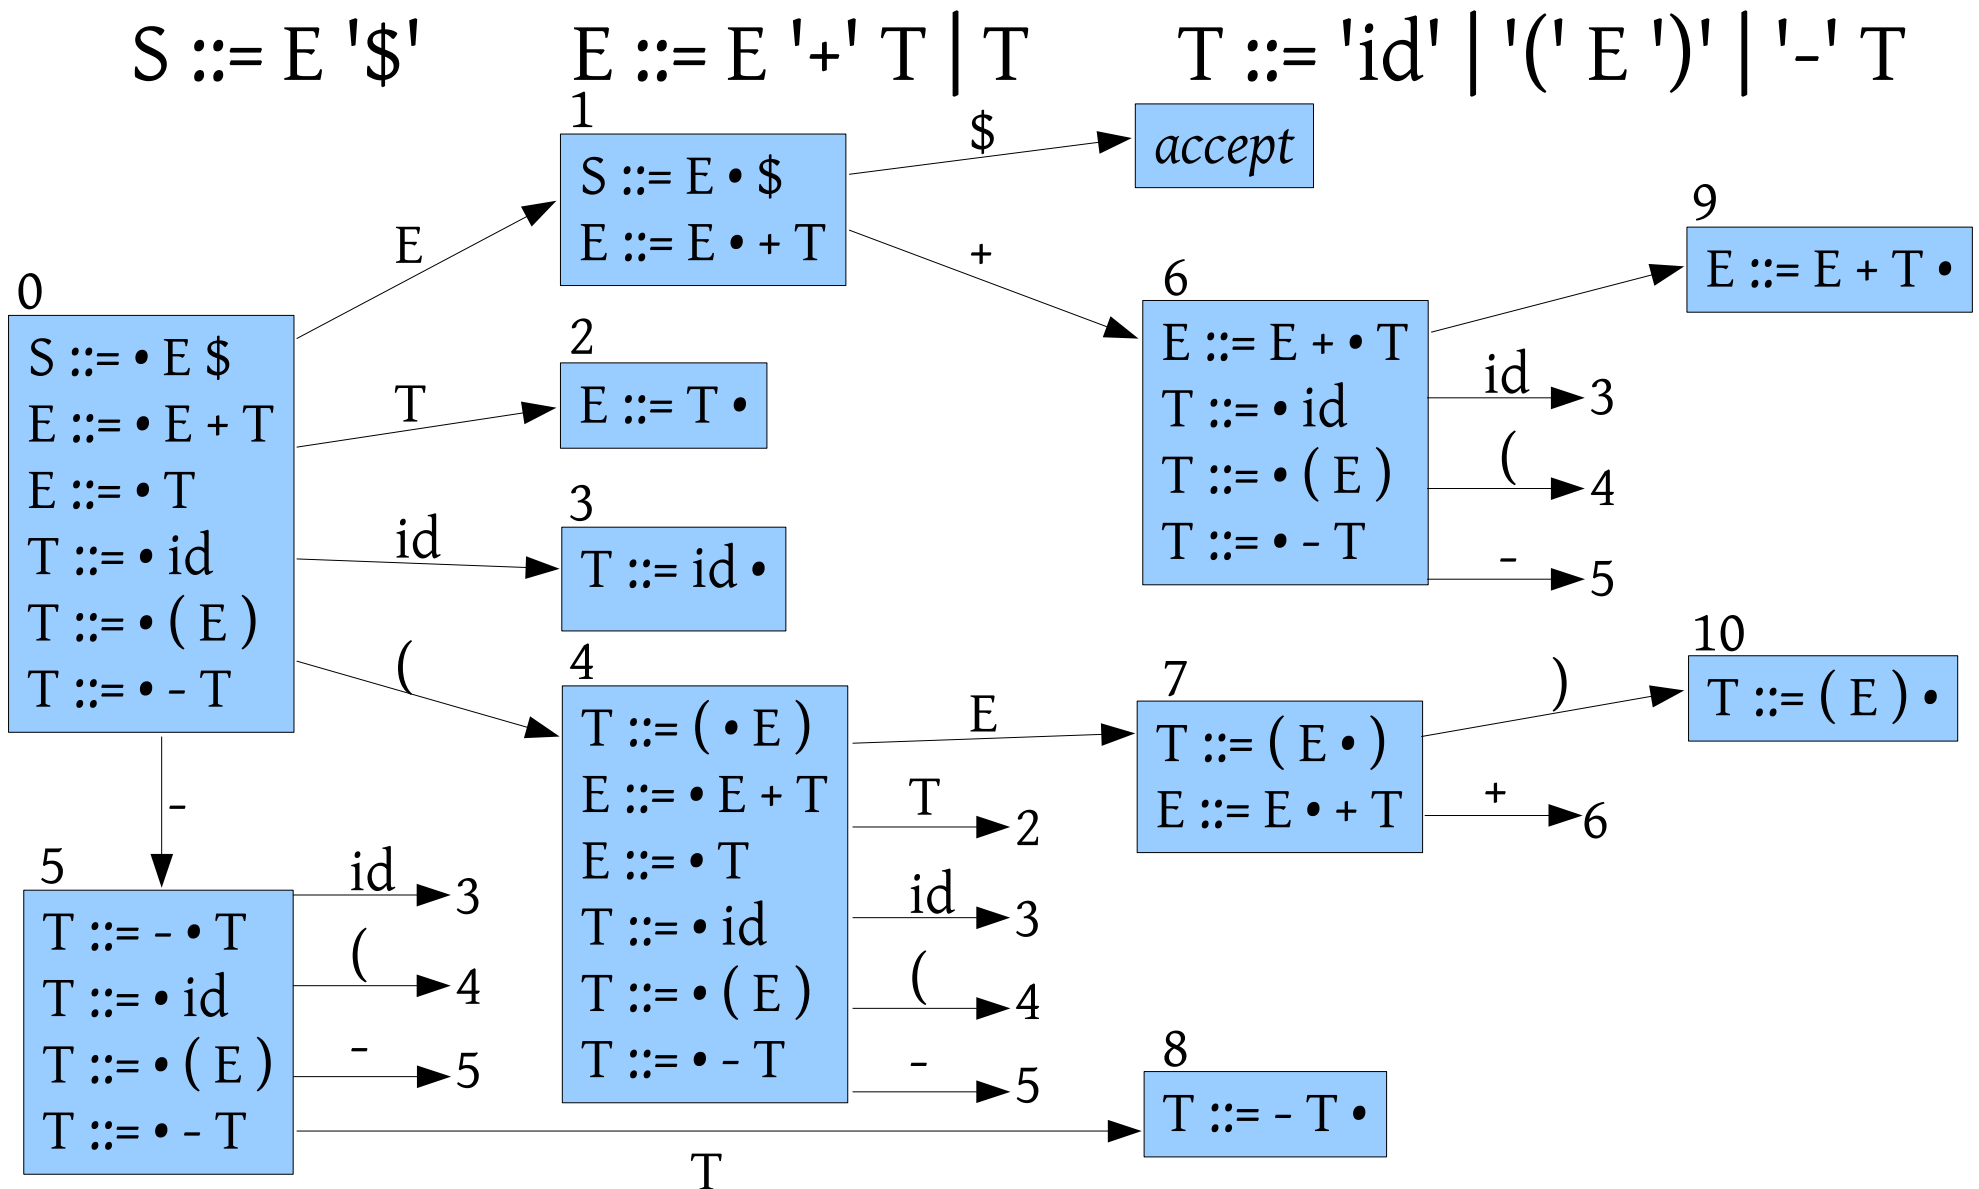 S ::= E '$'
E ::= E '+' T | T
T ::= 'id' | '(' E ')' | '-' T
0
S ::= • E $
E ::= • E + T
E ::= • T
T ::= • id
T ::= • ( E )
T ::= • - T
E
T
id
(
-
1
S ::= E • $
E ::= E • + T
$
accept
+
2
E ::= T •
3
T ::= id •
4
T ::= ( • E )
E ::= • E + T
E ::= • T
T ::= • id
T ::= • ( E )
T ::= • - T
E
T
2
id
3
(
4
-
5
5
T ::= - • T
T ::= • id
T ::= • ( E )
T ::= • - T
id
3
(
4
-
5
T
6
E ::= E + • T
T ::= • id
T ::= • ( E )
T ::= • - T
id
3
(
4
-
5
7
T ::= ( E • )
E ::= E • + T
)
+
6
8
T ::= - T •
9
E ::= E + T •
10
T ::= ( E ) •